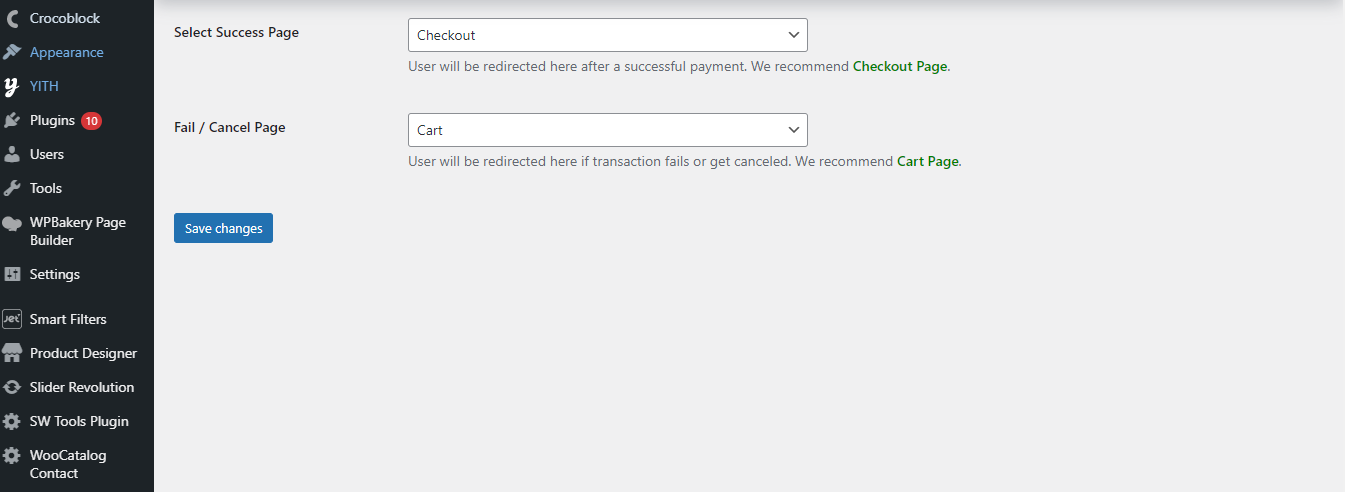 Crocoblock
Appearance
YITH
Plugins 10
Users
Tools
WPBakery Page
Builder
Settings
Jet
Smart Filters
Product Designer
Slider Revolution
SW Tools Plugin
WooCatalog
Contact
Select Success Page
Checkout
User will be redirected here after a successful payment. We recommend Checkout Page.
Fail / Cancel Page
Cart
User will be redirected here if transaction fails or get canceled. We recommend Cart Page.
Save changes